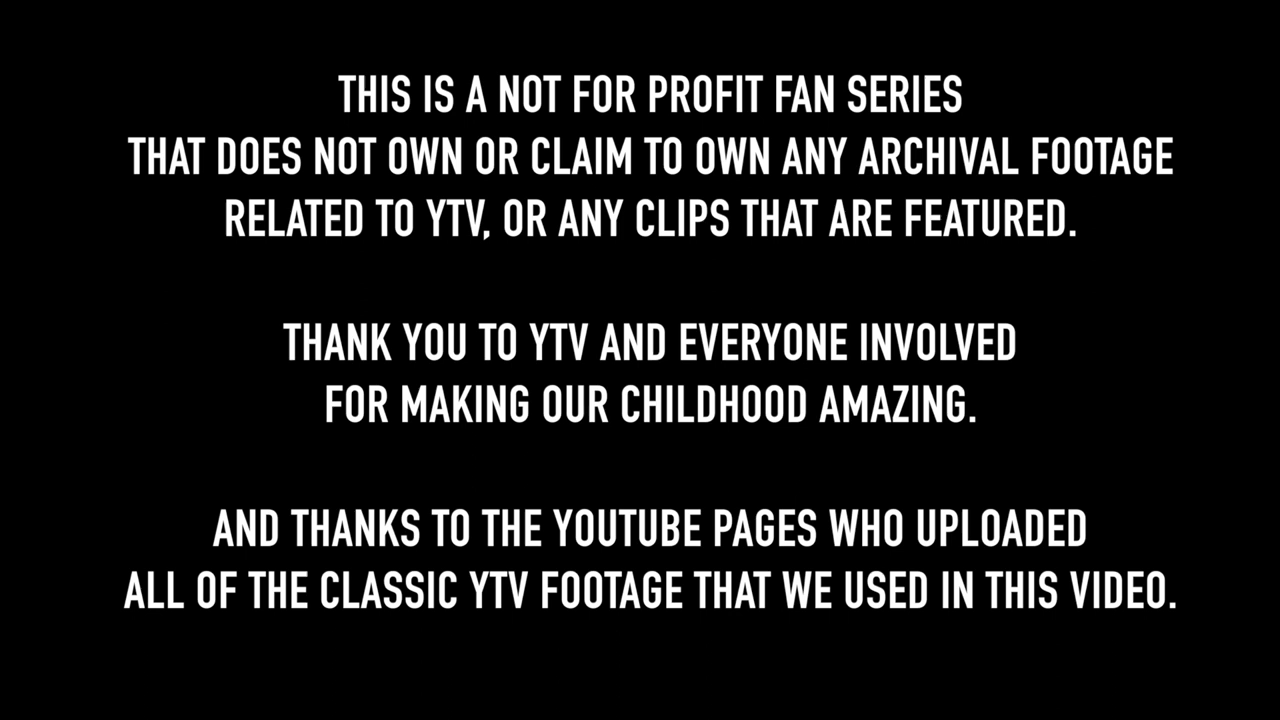 THIS IS A NOT FOR PROFIT FAN SERIES
THAT DOES NOT OWN OR CLAIM TO OWN ANY ARCHIVAL FOOTAGE
RELATED TO YTV, OR ANY CLIPS THAT ARE FEATURED.
THANK YOU TO YTV AND EVERYONE INVOLVED
FOR MAKING OUR CHILDHOOD AMAZING.
AND THANKS TO THE YOUTUBE PAGES WHO UPLOADED
ALL OF THE CLASSIC YTV FOOTAGE THAT WE USED IN THIS VIDEO.